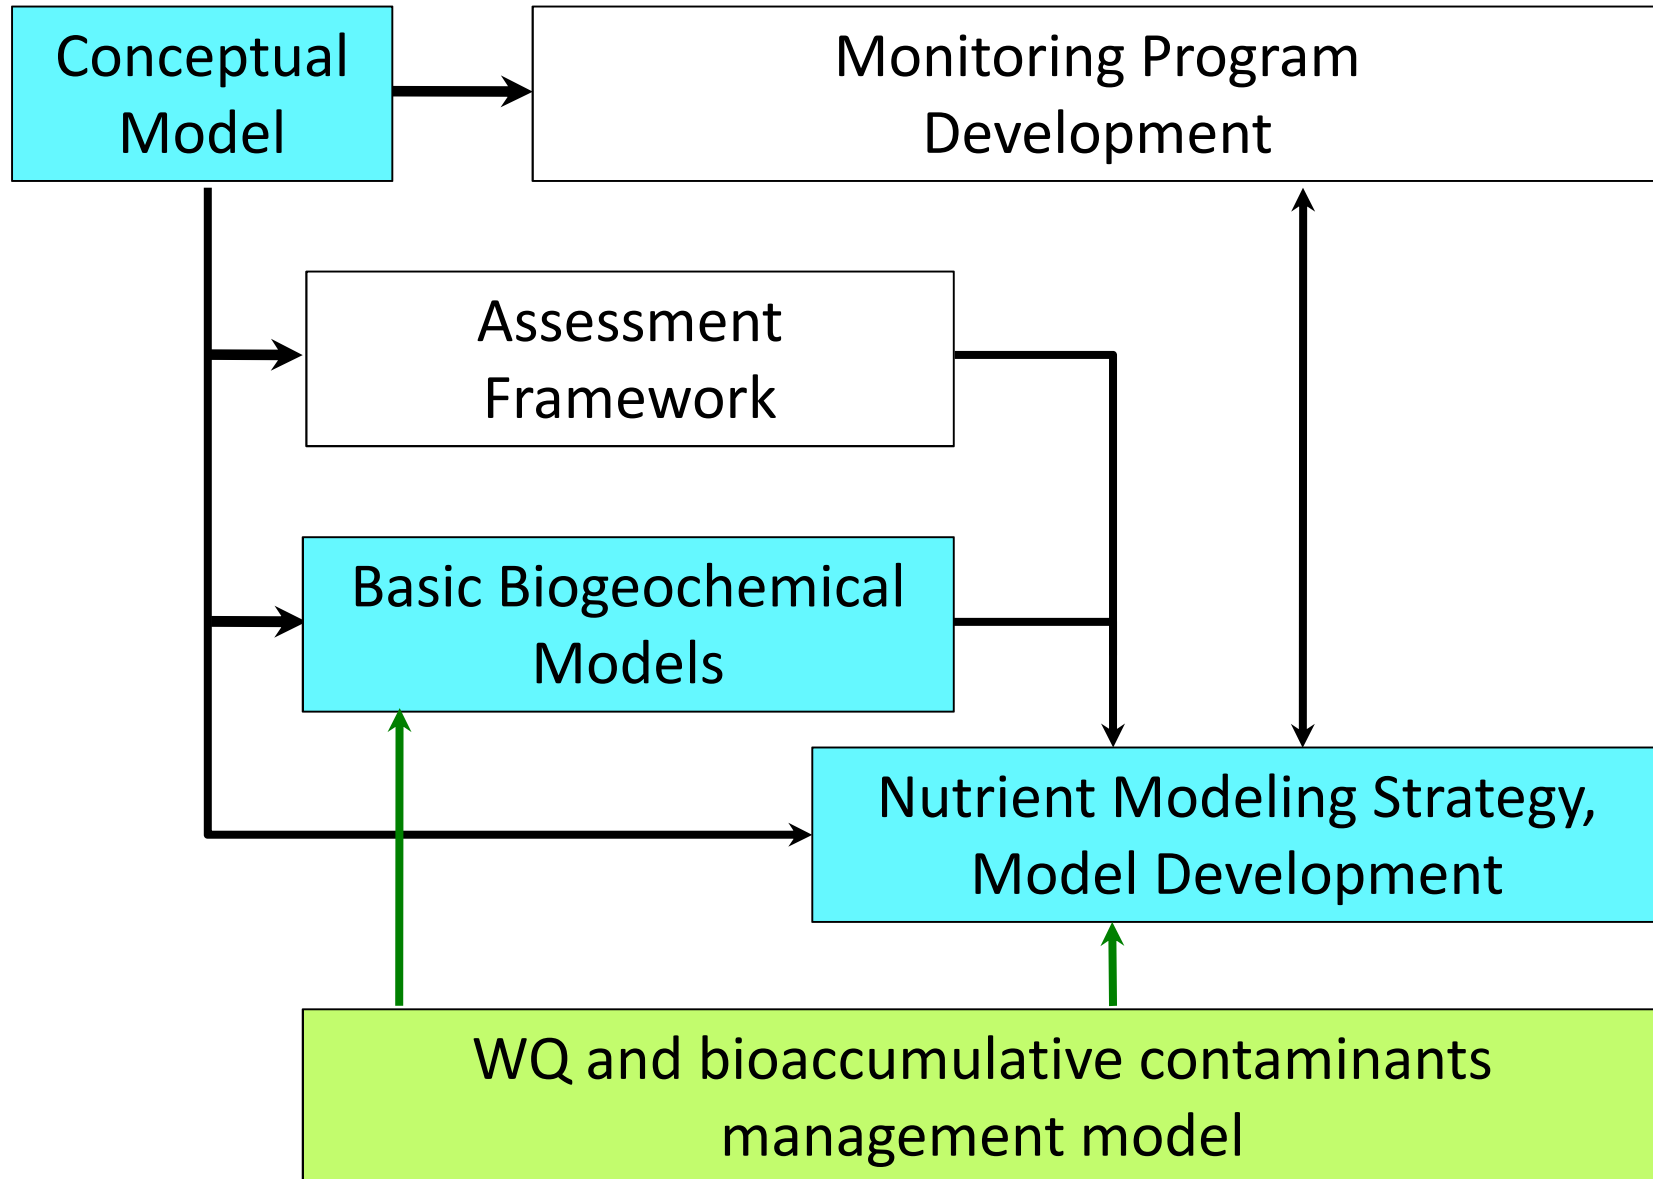 Conceptual
Model
Monitoring Program
Development
Assessment
Framework
Basic Biogeochemical
Models
Nutrient Modeling Strategy,
Model Development
WQ and bioaccumulative contaminants
management model